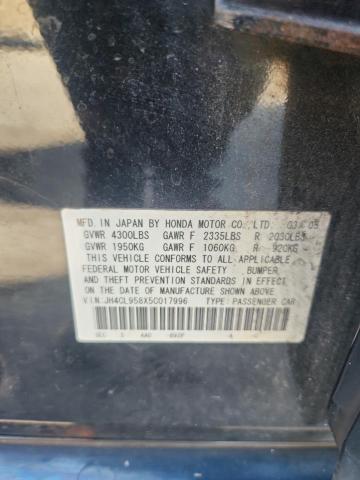 MFD. IN JAPAN BY HONDA MOTOR CO., LTD. 03/05
GVWR 4300LBS GAWR F 2335LBS R 2030LBS
GVWR 1950KG GAWR F 1060KG R 920KG
THIS VEHICLE CONFORMS TO ALL APPLICABLE
FEDERAL MOTOR VEHICLE SAFETY, BUMPER,
AND THEFT PREVENTION STANDARDS IN EFFECT
ON THE DATE OF MANUFACTURE SHOWN ABOVE.
V.I.N: JH4CL958X5C017996 TYPE: PASSENGER CAR